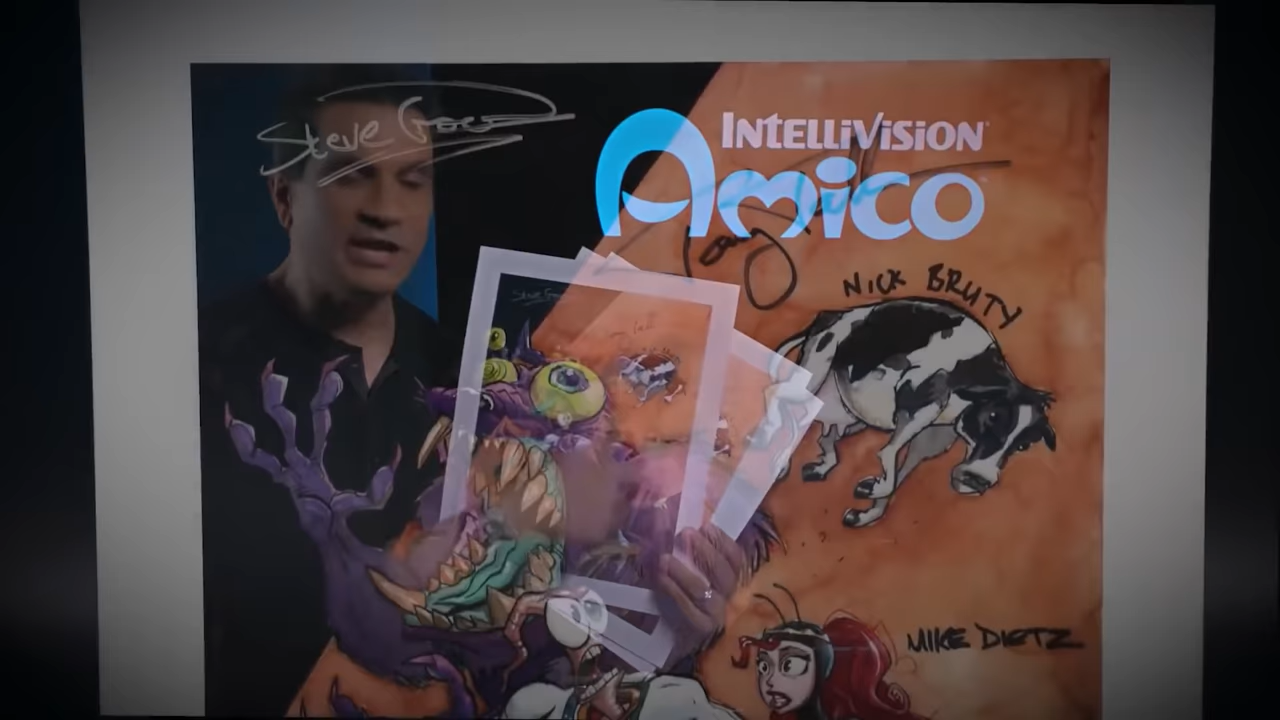 Steve
INTELLIVISION
Amico
NICK BRUTY
MIKE DIETZ